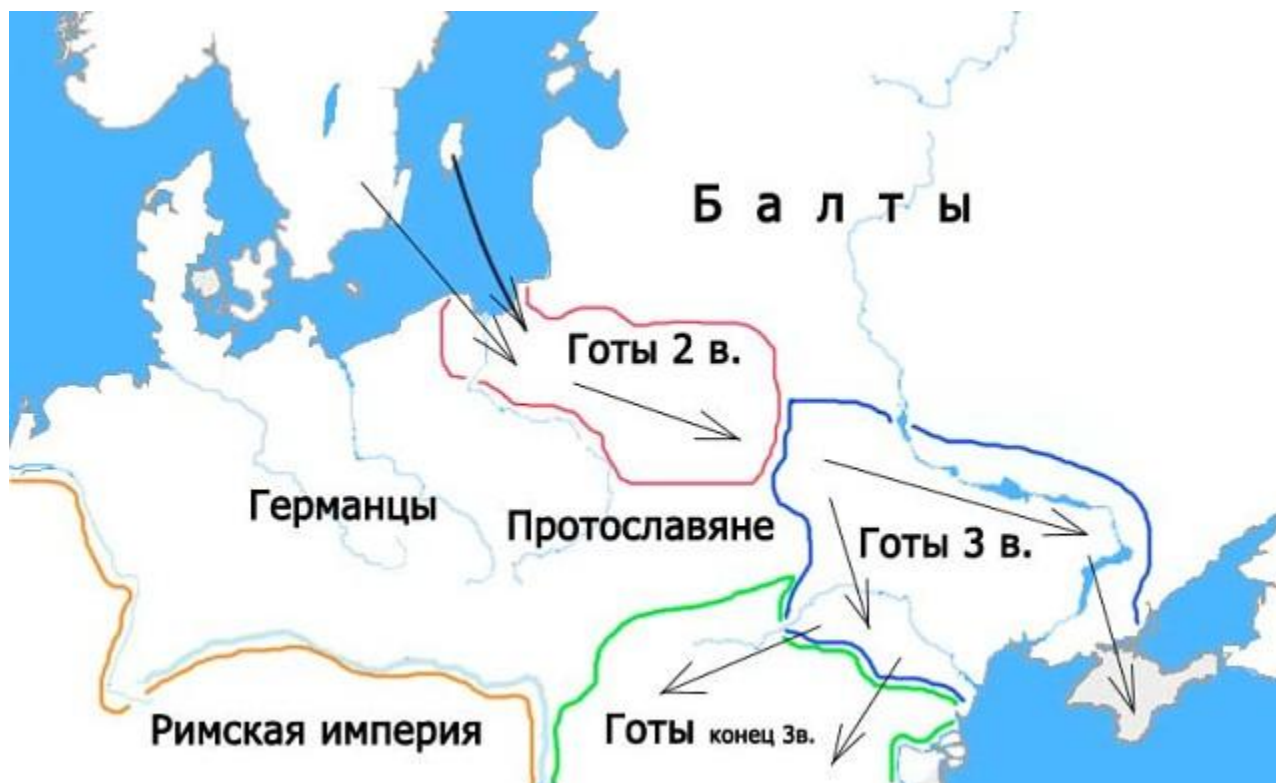 Б а л т ы
Готы 2 в.
Германцы
Протославяне
Готы 3 в.
Римская империя
Готы конец 3в.